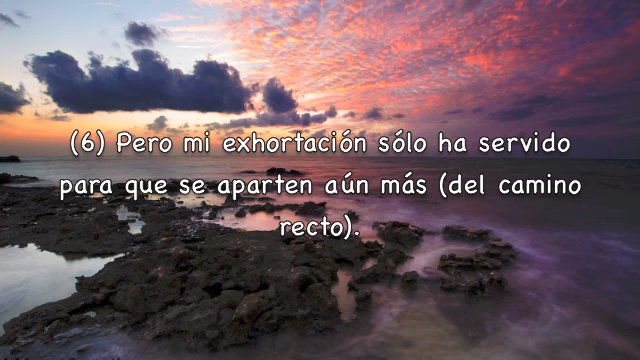 (6) Pero mi exhortación sólo ha servido
para que se aparten aún más (del camino
recto).